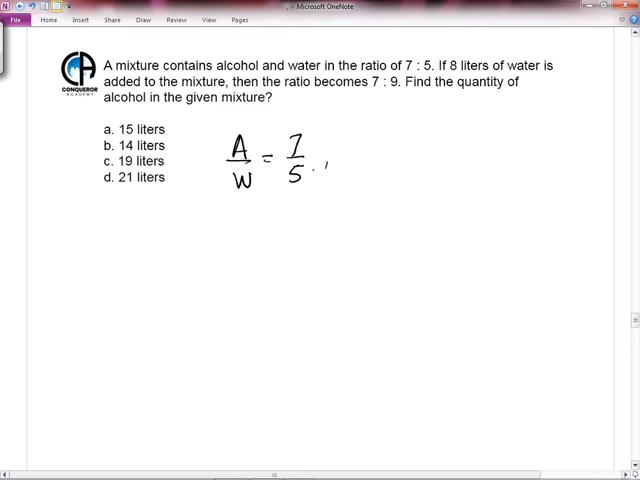 - Microsoft OneNote
File
Home
Insert
Share
Draw
Review
View
A mixture contains alcohol and water in the ratio of 7 : 5. If 8 liters of water is
added to the mixture, then the ratio becomes 7 : 9. Find the quantity of
alcohol in the given mixture?
CONQUEROR
ACADEMY
a. 15 liters
b. 14 liters
c. 19 liters
d. 21 liters
A/W = 7/5